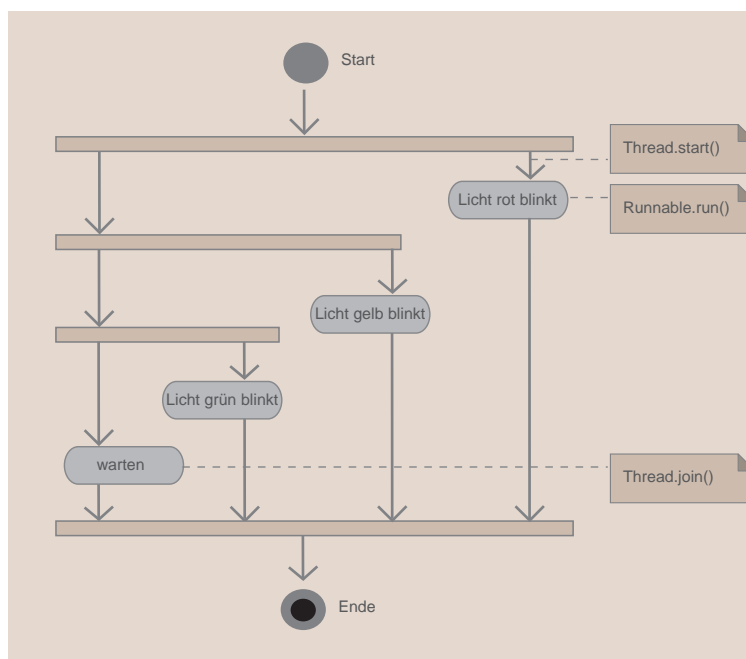 Start
Thread.start()
Licht rot blinkt
Runnable.run()
Licht gelb blinkt
Licht grün blinkt
warten
Thread.join()
Ende